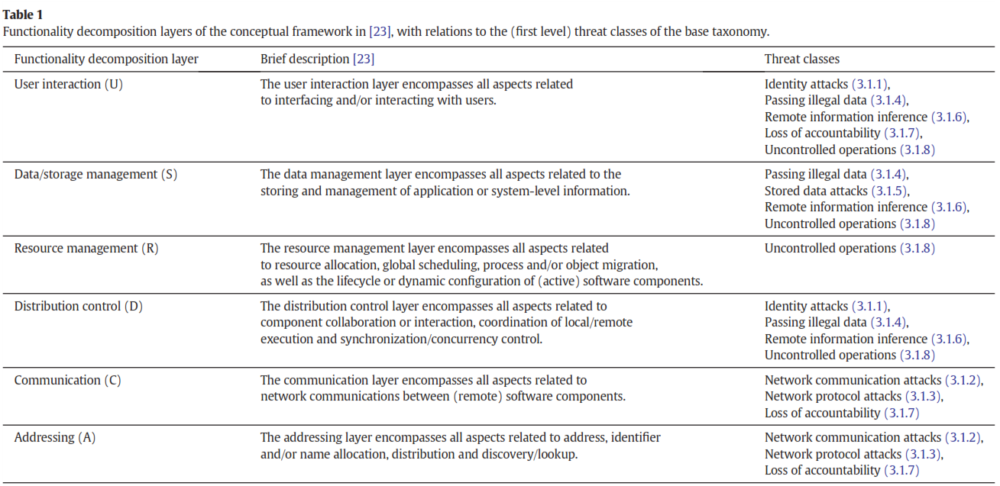 Table 1
Functionality decomposition layers of the conceptual framework in [23], with relations to the (first level) threat classes of the base taxonomy.
Functionality decomposition layer Brief description [23] Threat classes
User interaction (U) The user interaction layer encompasses all aspects related Identity attacks (3.1.1),
to interfacing and/or interacting with users. Passing illegal data (3.1.4),
Remote information inference (3.1.6),
Loss of accountability (3.1.7),
Uncontrolled operations (3.1.8)
Data/storage management (S) The data management layer encompasses all aspects related to the Passing illegal data (3.1.4),
storing and management of application or system-level information. Stored data attacks (3.1.5),
Remote information inference (3.1.6),
Uncontrolled operations (3.1.8)
Resource management (R) The resource management layer encompasses all aspects related Uncontrolled operations (3.1.8)
to resource allocation, global scheduling, process and/or object migration,
as well as the lifecycle or dynamic configuration of (active) software components.
Distribution control (D) The distribution control layer encompasses all aspects related to Identity attacks (3.1.1),
component collaboration or interaction, coordination of local/remote Passing illegal data (3.1.4),
execution and synchronization/concurrency control. Remote information inference (3.1.6),
Uncontrolled operations (3.1.8)
Communication (C) The communication layer encompasses all aspects related to Network communication attacks (3.1.2),
network communications between (remote) software components. Network protocol attacks (3.1.3),
Loss of accountability (3.1.7)
Addressing (A) The addressing layer encompasses all aspects related to address, identifier Network communication attacks (3.1.2),
and/or name allocation, distribution and discovery/lookup. Network protocol attacks (3.1.3),
Loss of accountability (3.1.7)